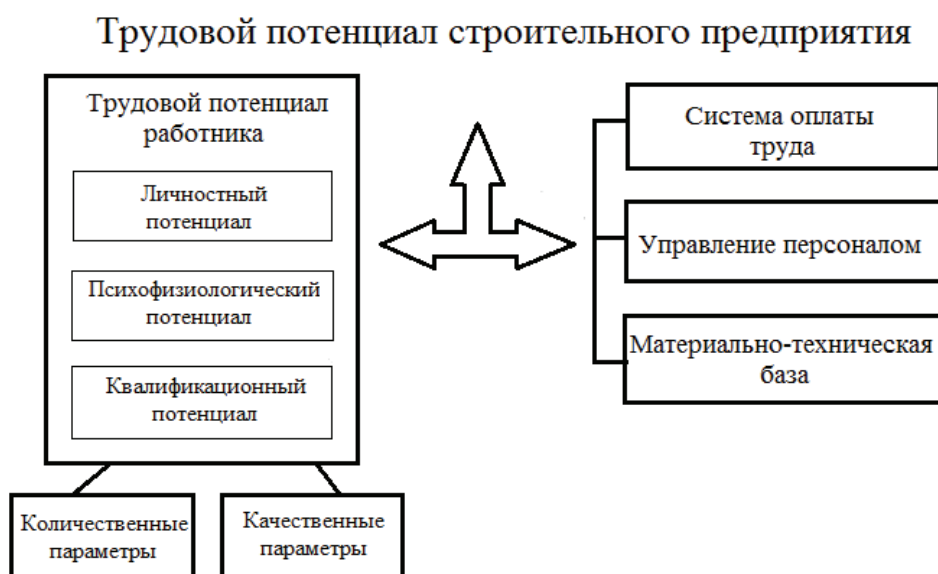 Трудовой потенциал строительного предприятия
Трудовой потенциал
работника
Личностный
потенциал
Психофизиологический
потенциал
Квалификационный
потенциал
Количественные
параметры
Качественные
параметры
Система оплаты
труда
Управление персоналом
Материально-техническая
база